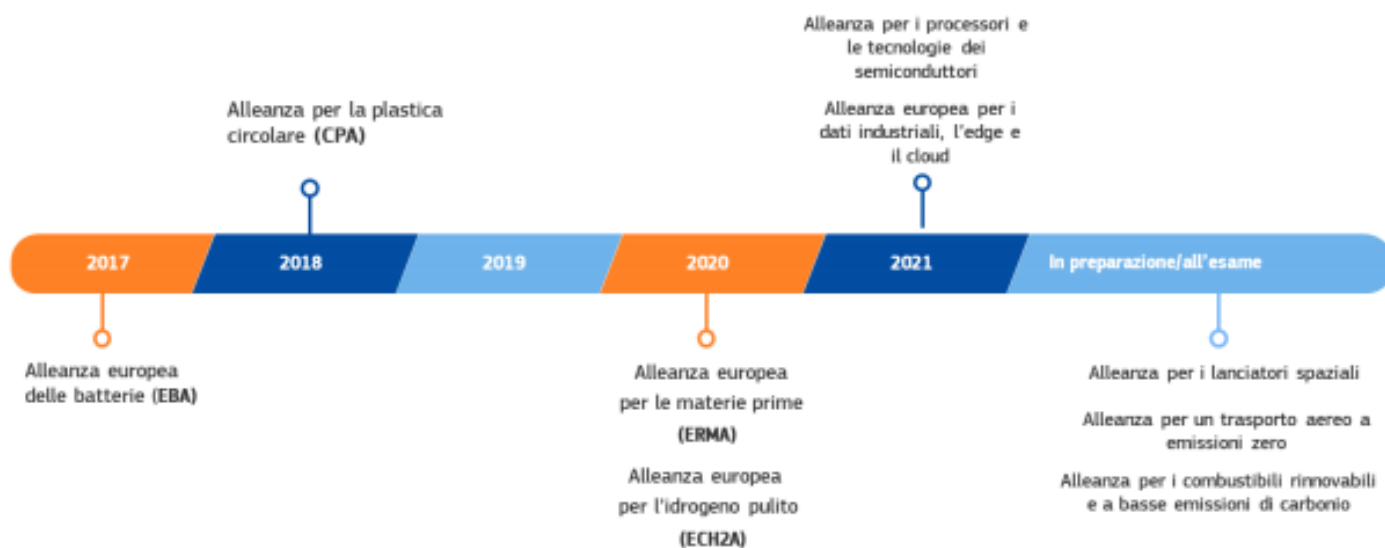 Alleanza per i processori e
le tecnologie dei
semiconduttori
Alleanza europea per i
dati industriali, l'edge e
il cloud
Alleanza per la plastica
circolare (CPA)
2017
2018
2019
2020
2021
In preparazione/all'esame
Alleanza europea
delle batterie (EBA)
Alleanza europea
per le materie prime
(ERMA)
Alleanza europea
per l'idrogeno pulito
(ECH2A)
Alleanza per i lanciatori spaziali
Alleanza per un trasporto aereo a
emissioni zero
Alleanza per i combustibili rinnovabili
e a basse emissioni di carbonio